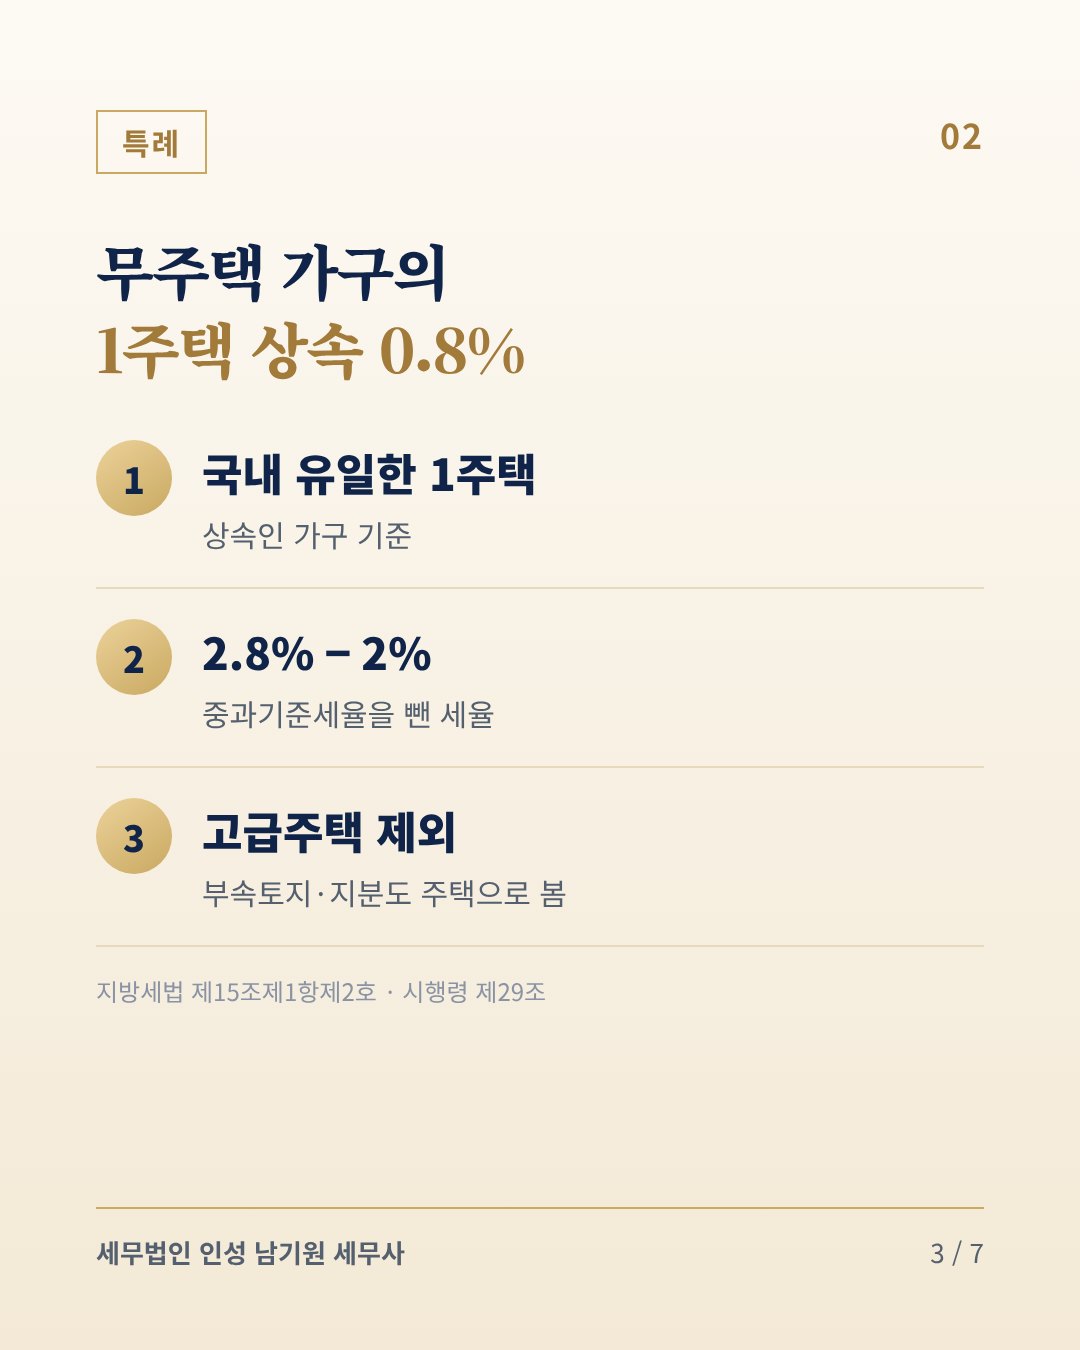 특례
02
무주택 가구의
1주택 상속 0.8%
1
국내 유일한 1주택
상속인 가구 기준
2
2.8% − 2%
중과기준세율을 뺀 세율
3
고급주택 제외
부속토지·지분도 주택으로 봄
지방세법 제15조제1항제2호 · 시행령 제29조
세무법인 인성 남기원 세무사
3 / 7